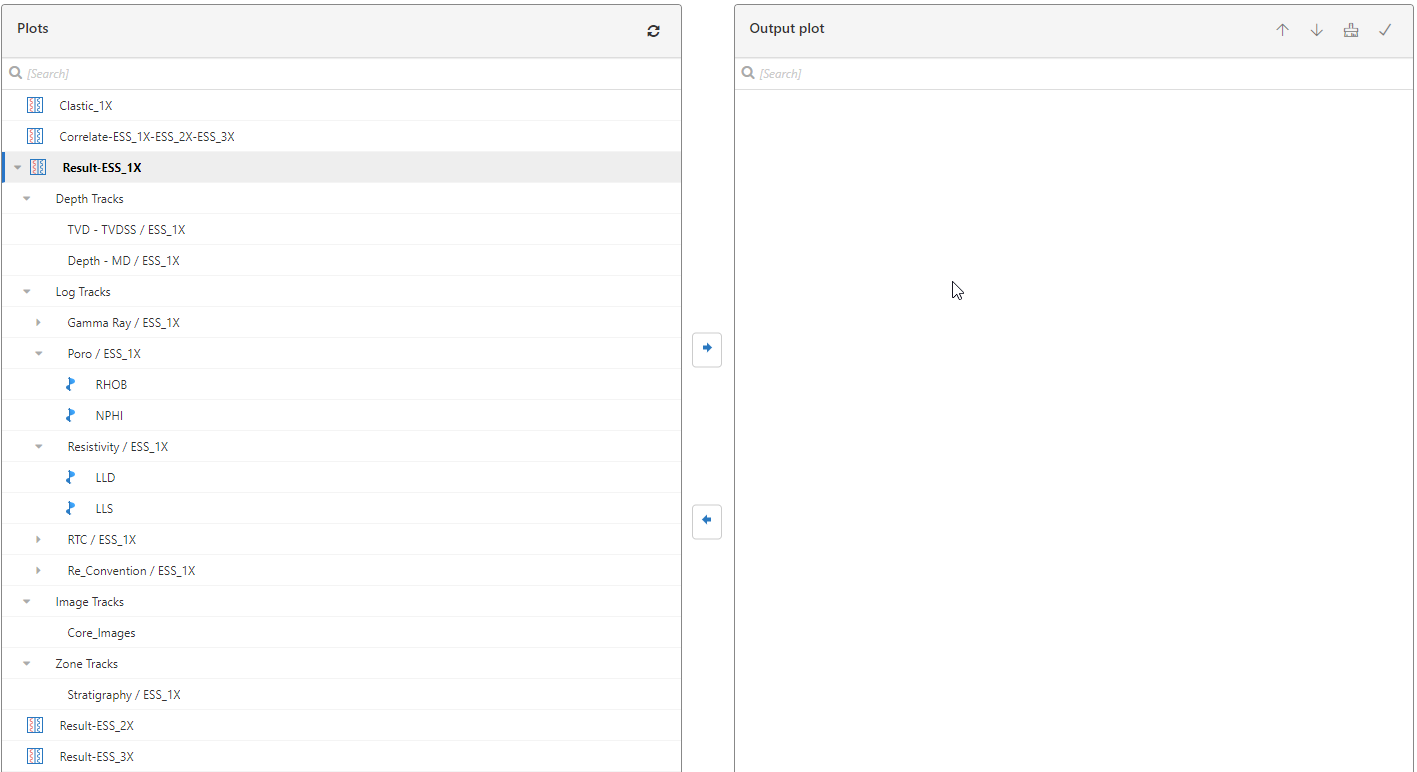 Plots
[Search]
Clastic_1X
Correlate-ESS_1X-ESS_2X-ESS_3X
Result-ESS_1X
Depth Tracks
TVD - TVDSS / ESS_1X
Depth - MD / ESS_1X
Log Tracks
Gamma Ray / ESS_1X
Poro / ESS_1X
RHOB
NPHI
Resistivity / ESS_1X
LLD
LLS
RTC / ESS_1X
Re_Convention / ESS_1X
Image Tracks
Core_Images
Zone Tracks
Stratigraphy / ESS_1X
Result-ESS_2X
Result-ESS_3X
Output plot
[Search]